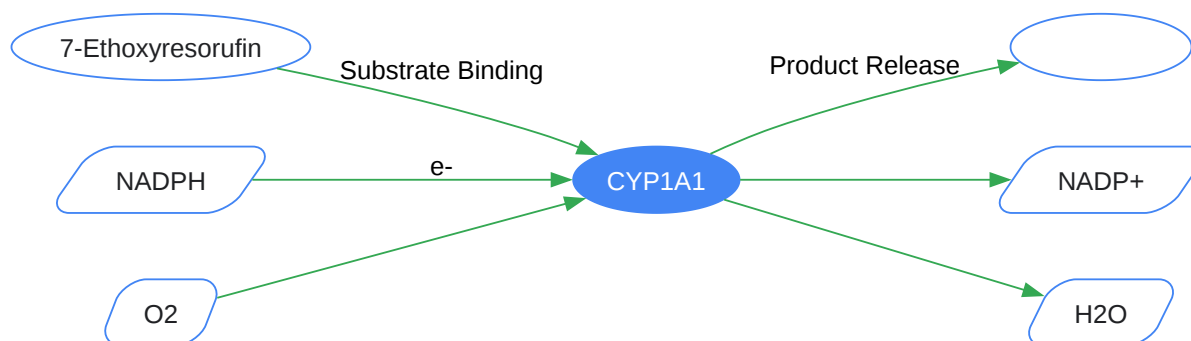 7-Ethoxyresorufin
Substrate Binding
Product Release
NADPH
e-
CYP1A1
NADP+
O2
H2O